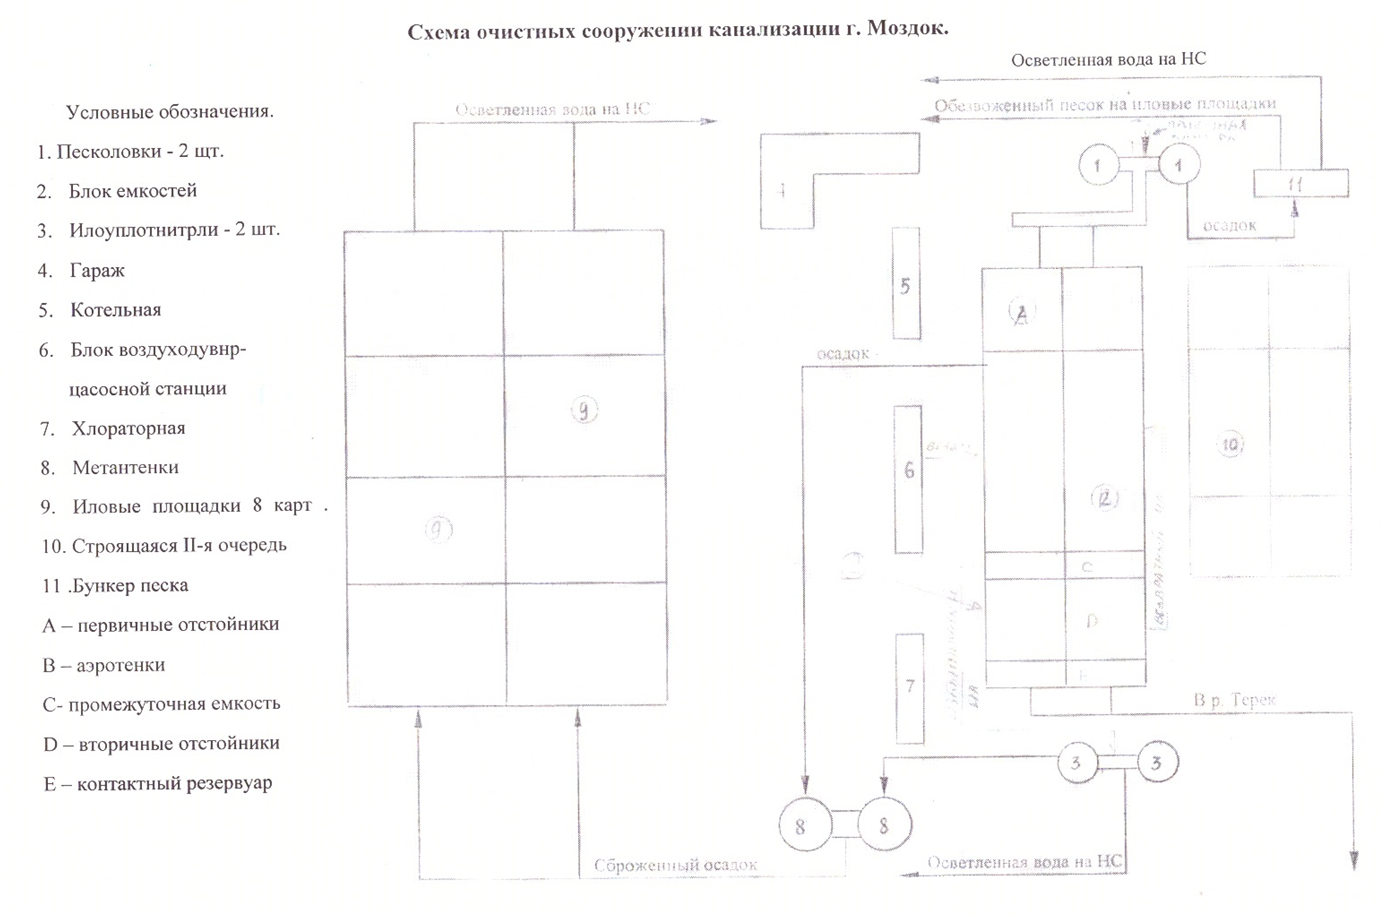 Схема очистных сооружении канализации г. Моздок.
Осветленная вода на НС
Условные обозначения.
1. Песколовки - 2 щт.
2. Блок емкостей
3. Илоуплотнитрли - 2 шт.
4. Гараж
5. Котельная
6. Блок воздуходувнр-
цасосной станции
7. Хлораторная
8. Метантенки
9. Иловые площадки 8 карт .
10. Строящаяся II-я очередь
11 .Бункер песка
А – первичные отстойники
В – аэротенки
С- промежуточная емкость
D – вторичные отстойники
Е – контактный резервуар
Осветленная вода на НС
Обезвоженный песок на иловые площадки
1
1
11
4
осадок
5
А
осадок
9
10
6
9
С
D
7
В р. Терек
3
3
8
8
Сброженный осадок
Осветленная вода на НС